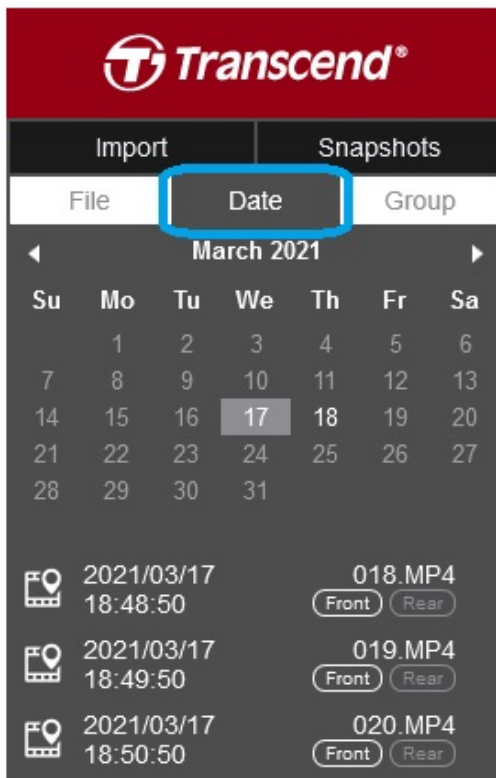 Transcend®
Import Snapshots
File Date Group
March 2021
Su Mo Tu We Th Fr Sa
1 2 3 4 5 6
7 8 9 10 11 12 13
14 15 16 17 18 19 20
21 22 23 24 25 26 27
28 29 30 31
2021/03/17 018.MP4
18:48:50 Front Rear
2021/03/17 019.MP4
18:49:50 Front Rear
2021/03/17 020.MP4
18:50:50 Front Rear